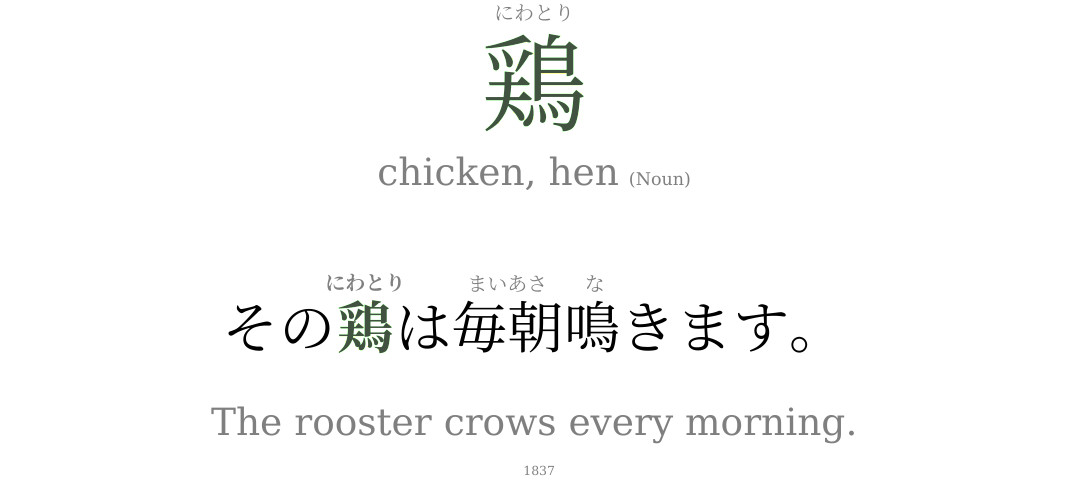 にわとり
鶏
chicken, hen (Noun)
にわとり まいあさ な
その鶏は毎朝鳴きます。
The rooster crows every morning.
1837